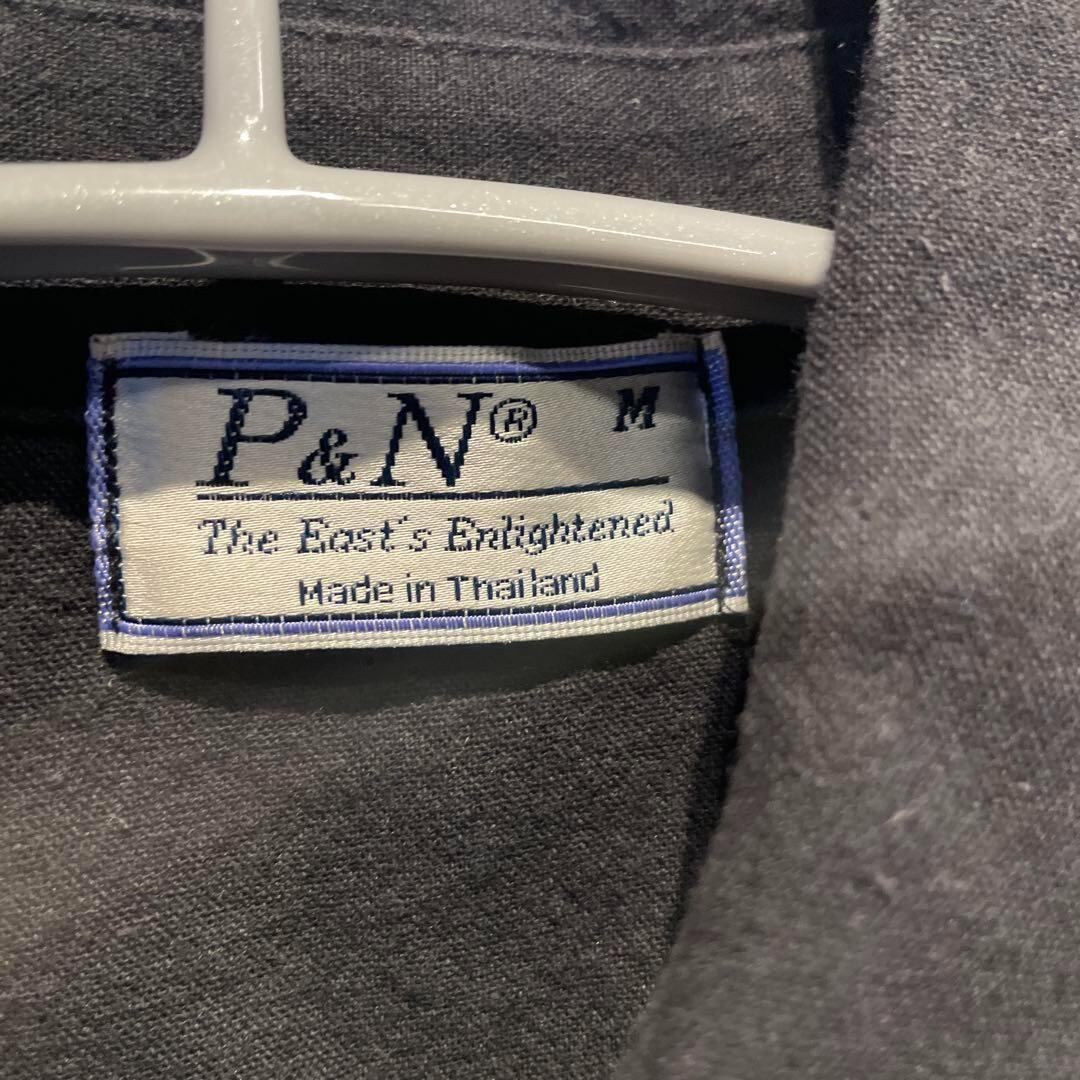 P&N® M
The East's Enlightened
Made in Thailand